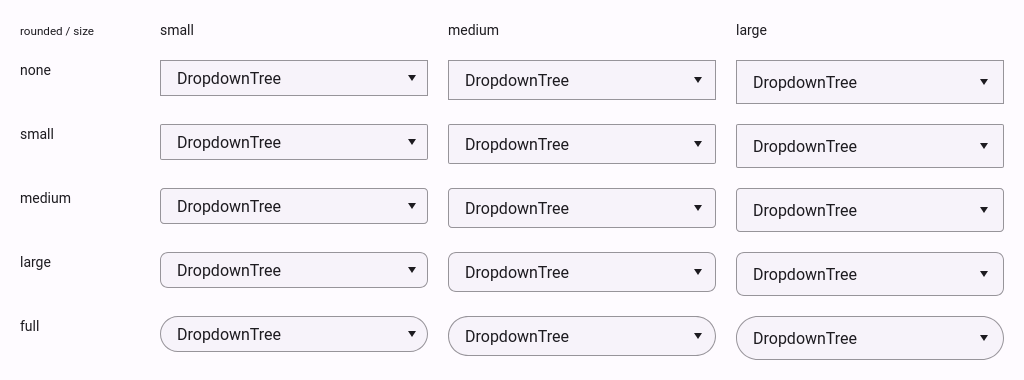 rounded / size small medium large
none DropdownTree DropdownTree DropdownTree
small DropdownTree DropdownTree DropdownTree
medium DropdownTree DropdownTree DropdownTree
large DropdownTree DropdownTree DropdownTree
full DropdownTree DropdownTree DropdownTree